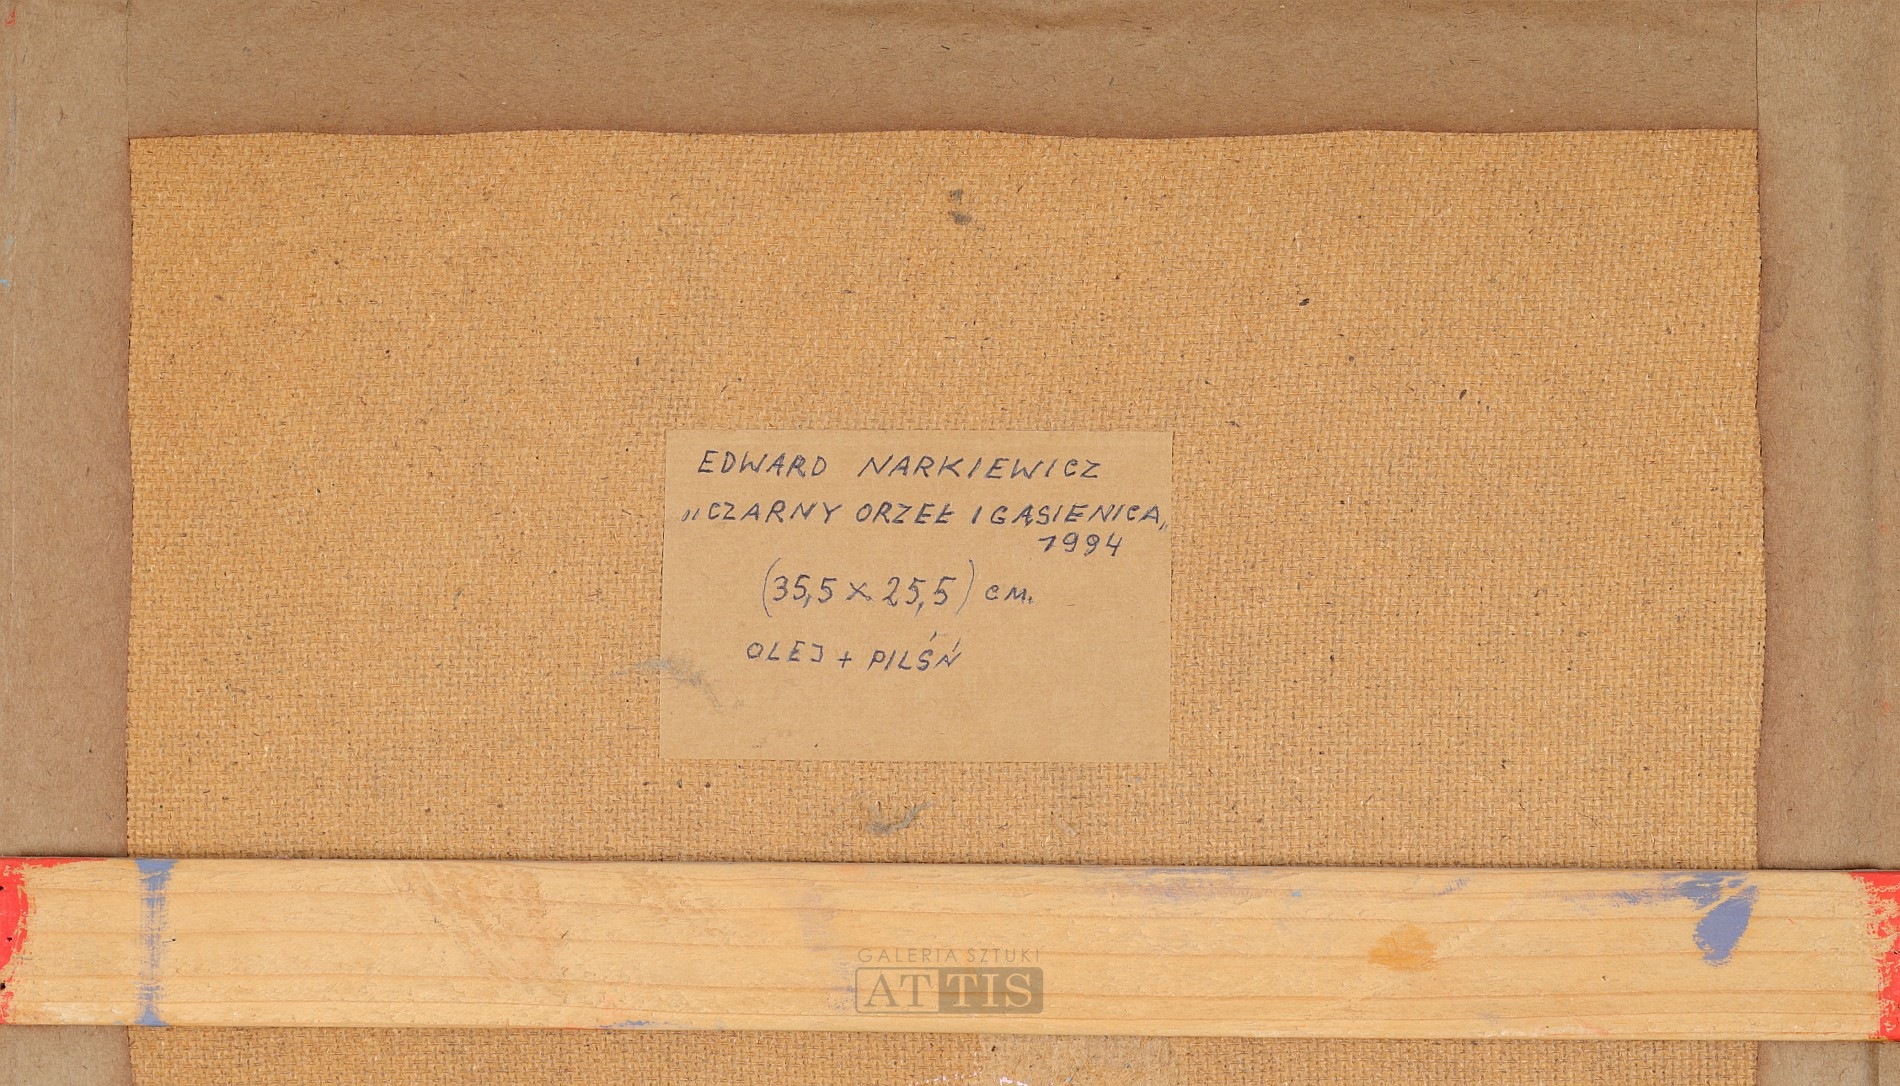 EDWARD NARKIEWICZ
„CZARNY ORZEŁ I GĄSIENICA„
1994
(35,5 x 25,5) CM.
OLEJ + PILŚŃ
GALERIA SZTUKI
ATTIS